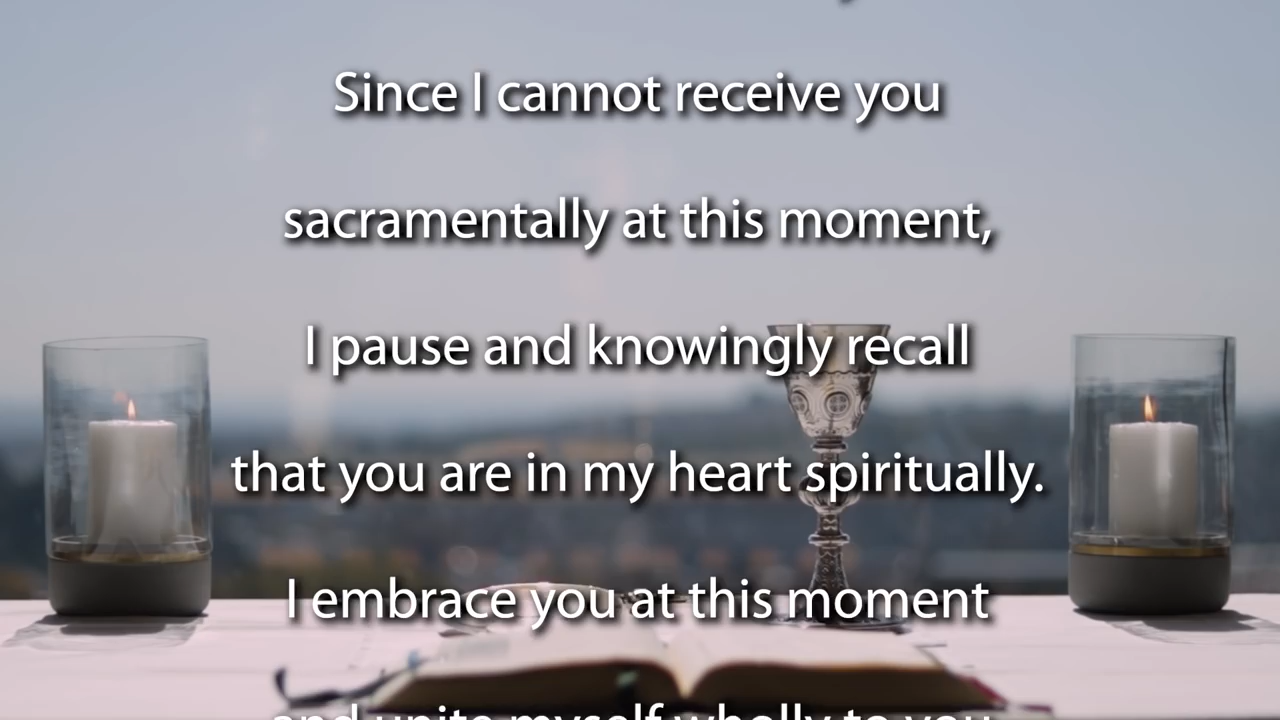 Since I cannot receive you
sacramentally at this moment,
I pause and knowingly recall
that you are in my heart spiritually.
I embrace you at this moment
and unite myself wholly to you